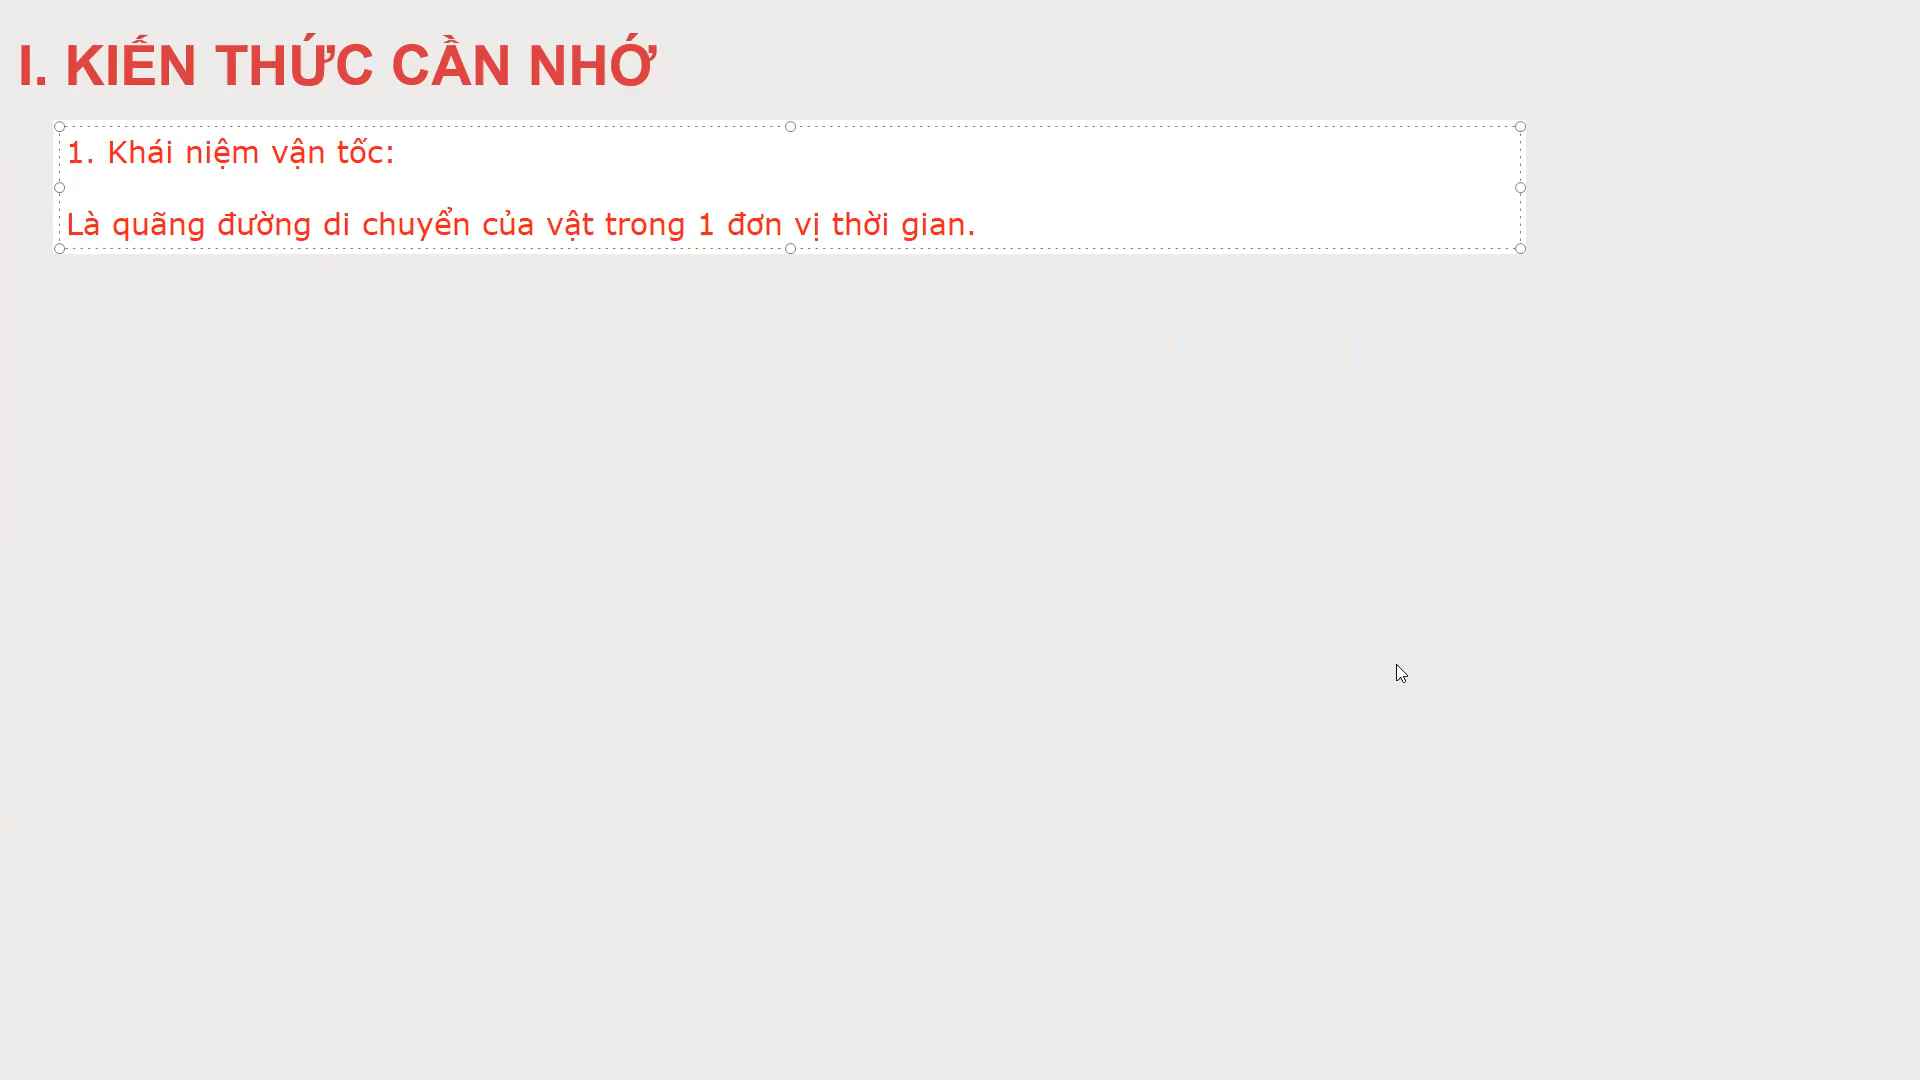 I. KIẾN THỨC CẦN NHỚ
1. Khái niệm vận tốc:
Là quãng đường di chuyển của vật trong 1 đơn vị thời gian.